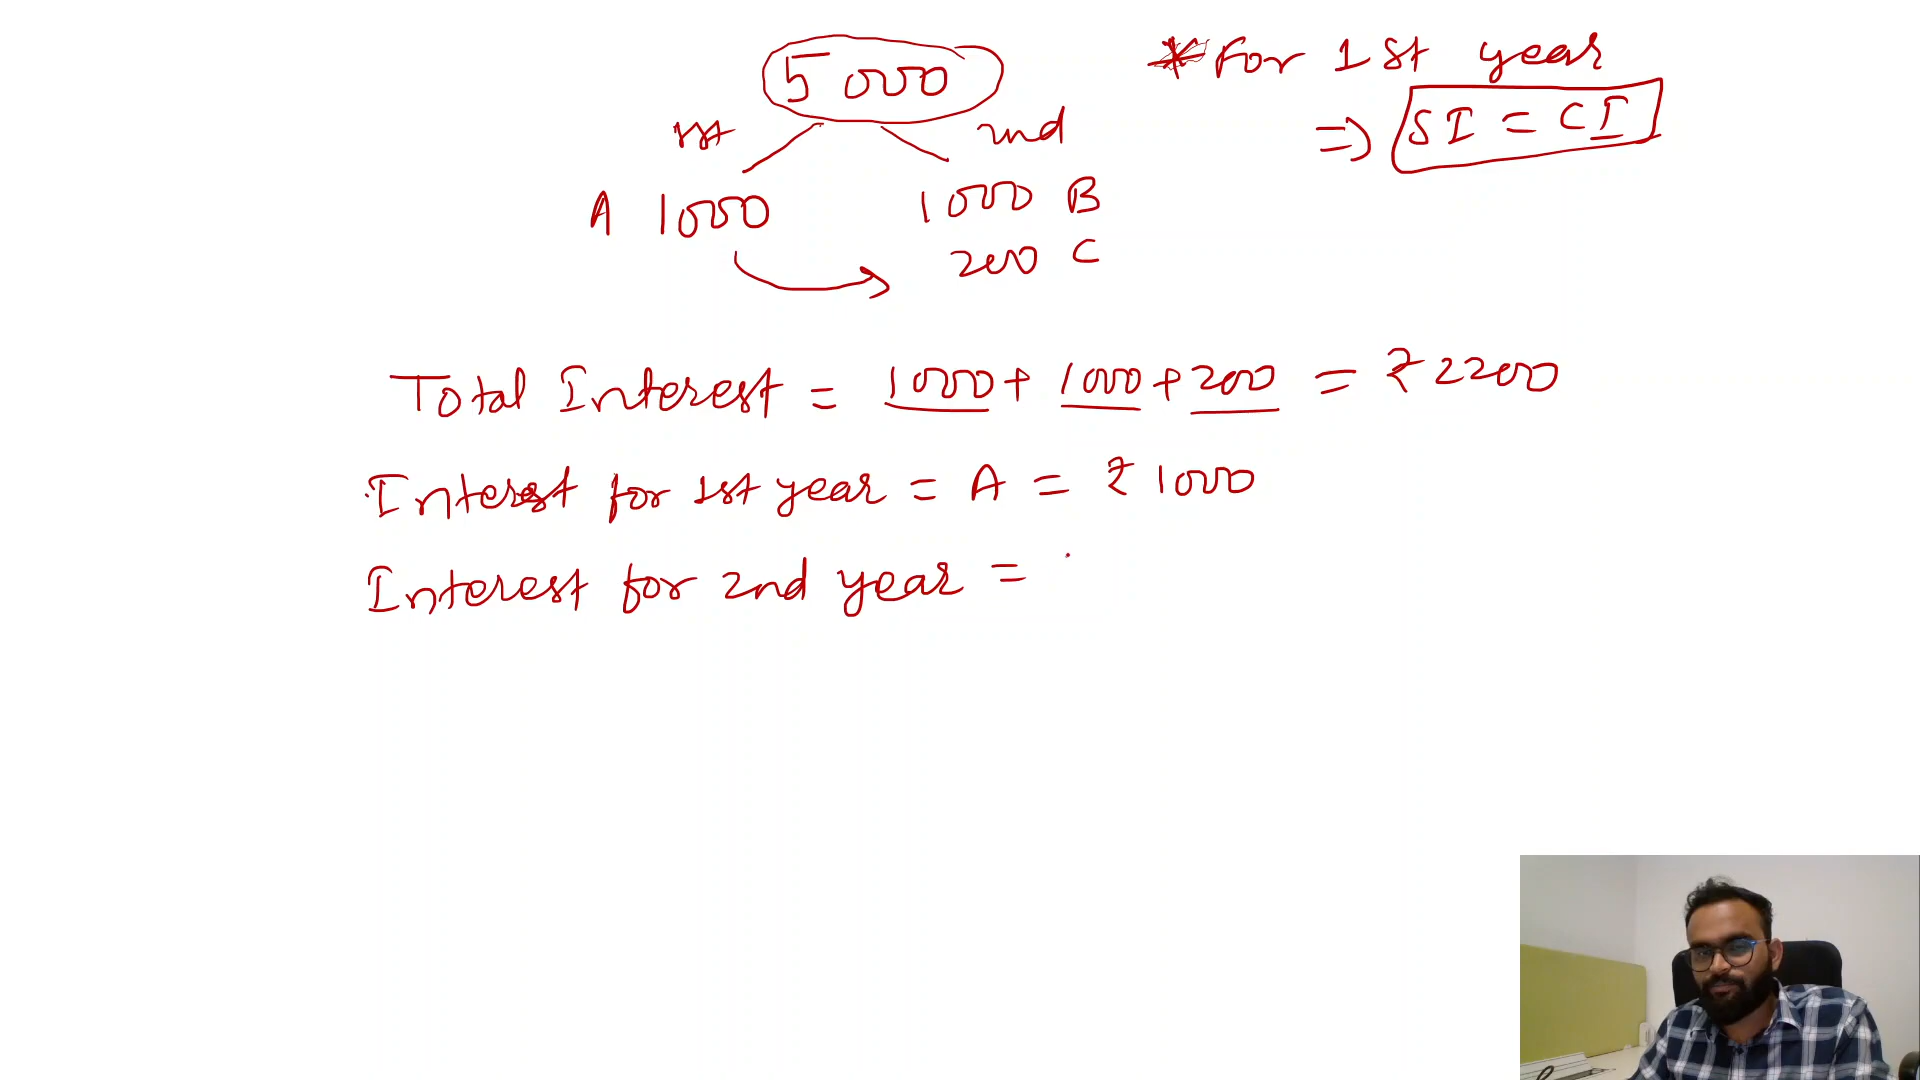 5000
* For 1st year
1st
2nd
=> SI = CI
A 1000
1000 B
200 C
Total Interest = 1000 + 1000 + 200 = ₹ 2200
Interest for 1st year = A = ₹ 1000
Interest for 2nd year =